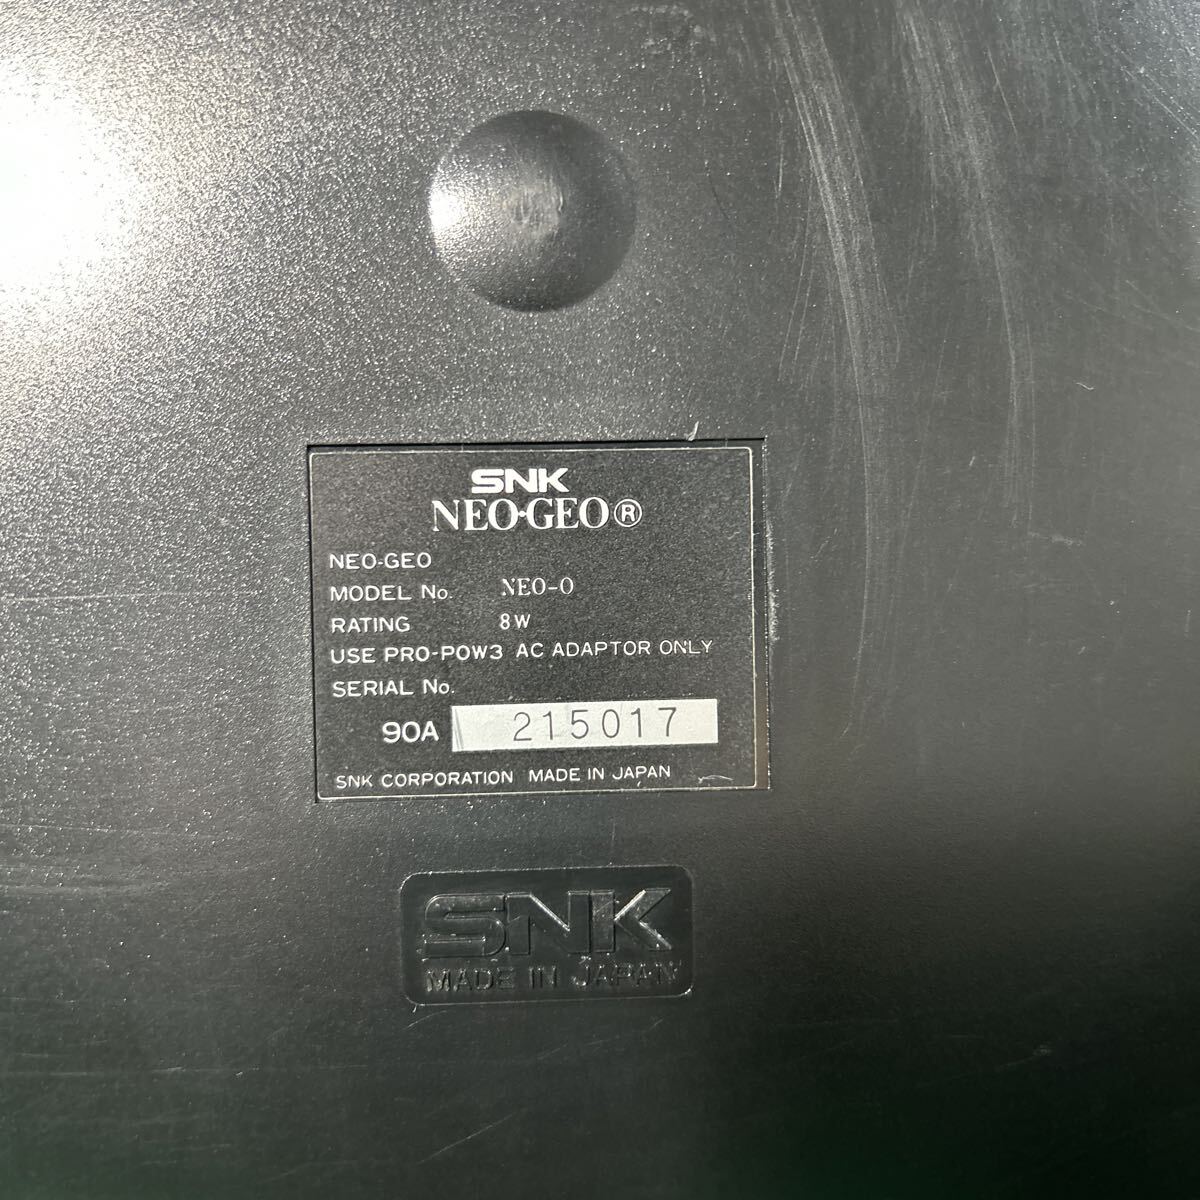 SNK
NEO·GEO®
NEO-GEO
MODEL No. NEO-O
RATING 8W
USE PRO-POW3 AC ADAPTOR ONLY
SERIAL No.
90A 215017
SNK CORPORATION MADE IN JAPAN
SNK
MADE IN JAPAN